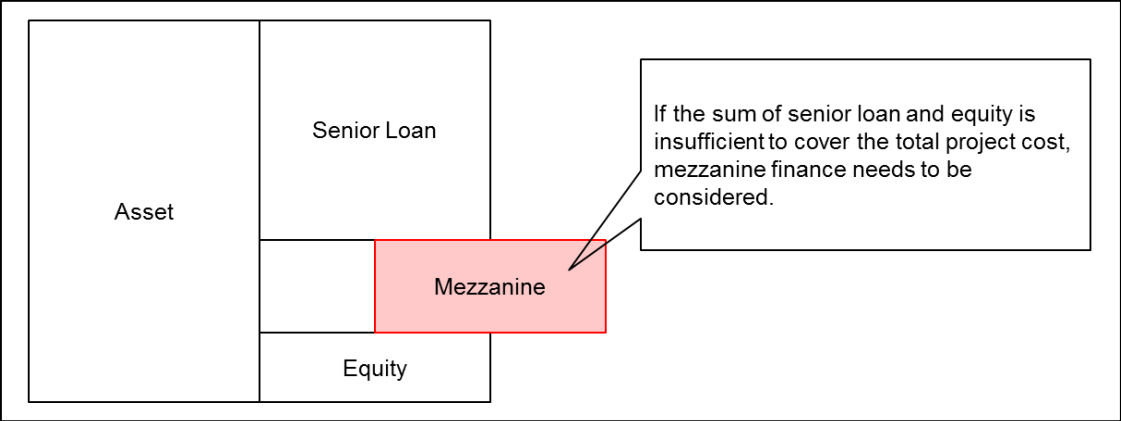 Senior Loan
Asset
Mezzanine
Equity
If the sum of senior loan and equity is
insufficient to cover the total project cost,
mezzanine finance needs to be
considered.